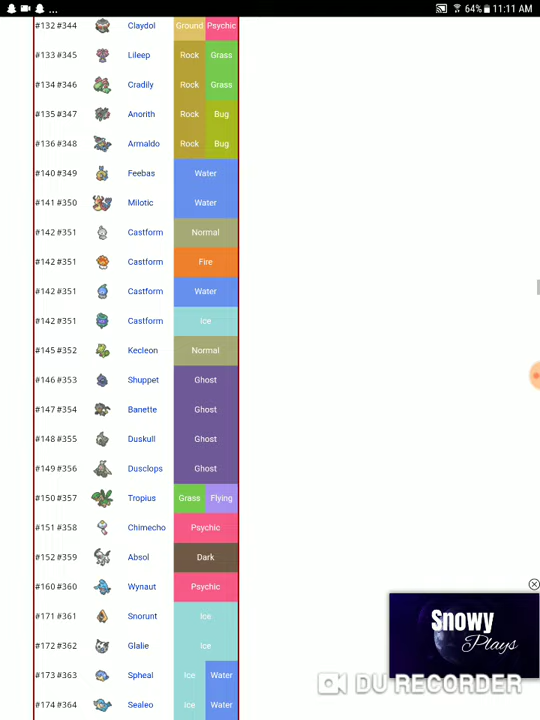 ... 64% 11:11 AM
#132 #344 Claydol Ground Psychic
#133 #345 Lileep Rock Grass
#134 #346 Cradily Rock Grass
#135 #347 Anorith Rock Bug
#136 #348 Armaldo Rock Bug
#140 #349 Feebas Water
#141 #350 Milotic Water
#142 #351 Castform Normal
#142 #351 Castform Fire
#142 #351 Castform Water
#142 #351 Castform Ice
#145 #352 Kecleon Normal
#146 #353 Shuppet Ghost
#147 #354 Banette Ghost
#148 #355 Duskull Ghost
#149 #356 Dusclops Ghost
#150 #357 Tropius Grass Flying
#151 #358 Chimecho Psychic
#152 #359 Absol Dark
#160 #360 Wynaut Psychic
#171 #361 Snorunt Ice
#172 #362 Glalie Ice
#173 #363 Spheal Ice Water
#174 #364 Sealeo Ice Water
Snowy
Plays
DU RECORDER